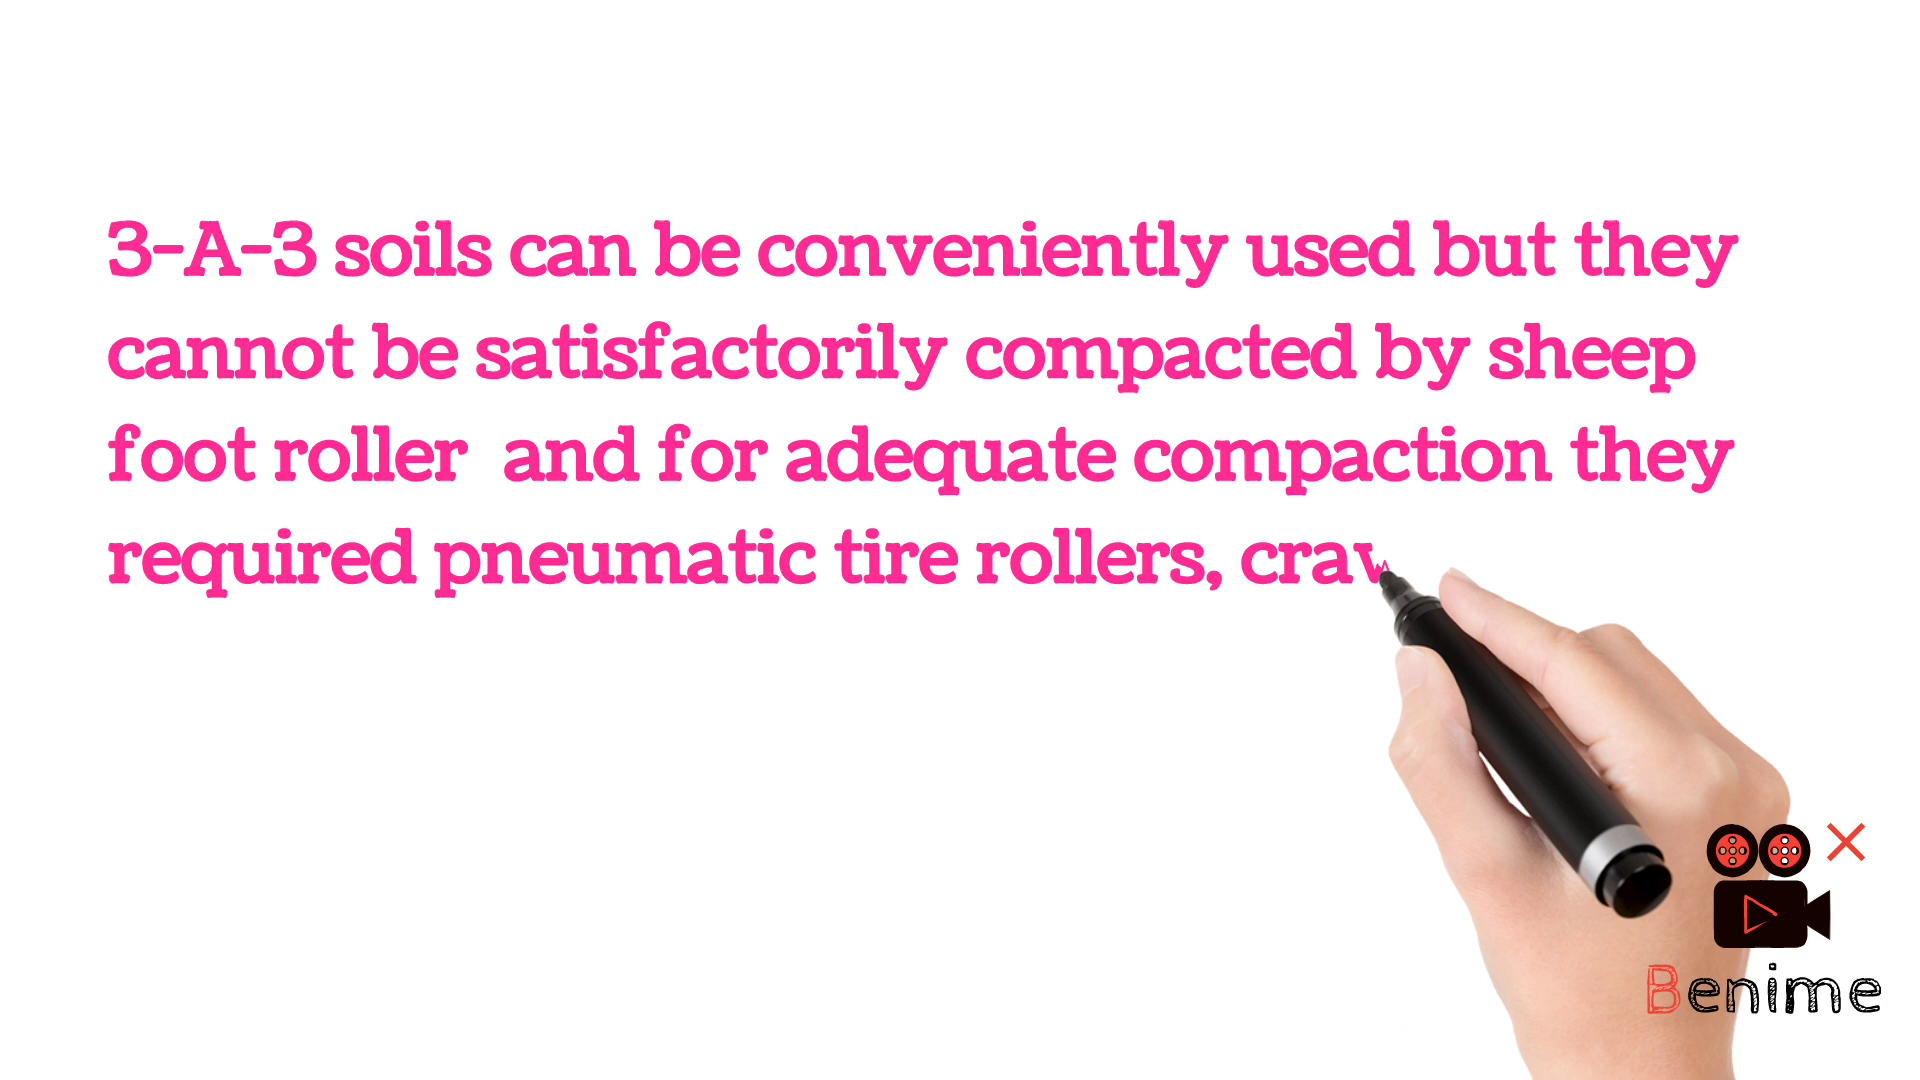 3-A-3 soils can be conveniently used but they
cannot be satisfactorily compacted by sheep
foot roller and for adequate compaction they
required pneumatic tire rollers,
Benime